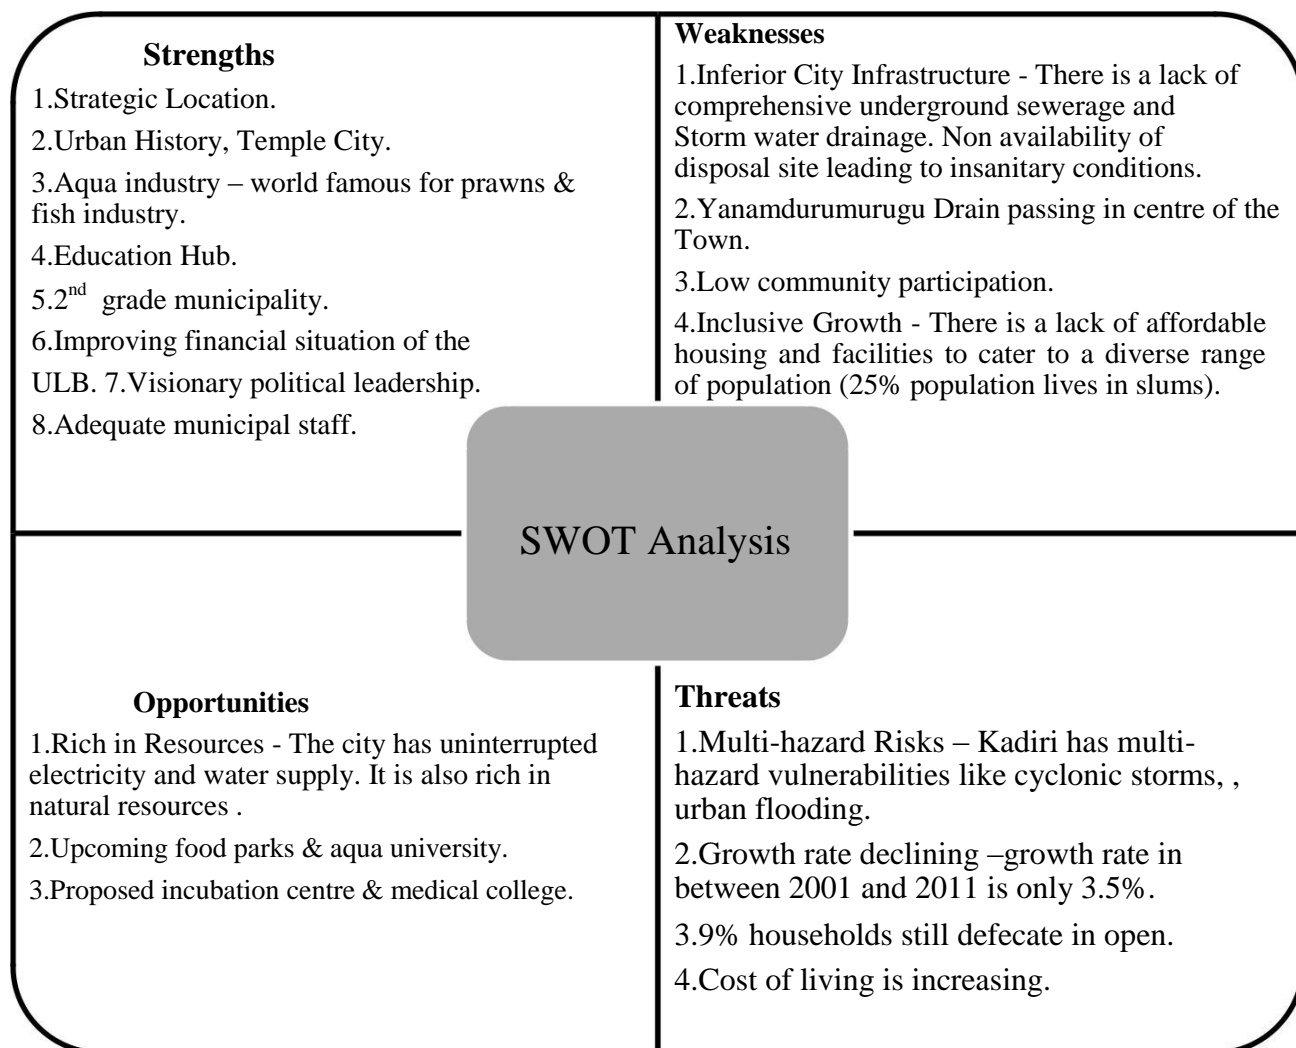 Strengths
1.Strategic Location.
2.Urban History, Temple City.
3.Aqua industry – world famous for prawns &
fish industry.
4.Education Hub.
5.2nd grade municipality.
6.Improving financial situation of the
ULB. 7.Visionary political leadership.
8.Adequate municipal staff.
Weaknesses
1.Inferior City Infrastructure - There is a lack of
comprehensive underground sewerage and
Storm water drainage. Non availability of
disposal site leading to insanitary conditions.
2.Yanamdurumurugu Drain passing in centre of the
Town.
3.Low community participation.
4.Inclusive Growth - There is a lack of affordable
housing and facilities to cater to a diverse range
of population (25% population lives in slums).
SWOT Analysis
Opportunities
1.Rich in Resources - The city has uninterrupted
electricity and water supply. It is also rich in
natural resources .
2.Upcoming food parks & aqua university.
3.Proposed incubation centre & medical college.
Threats
1.Multi-hazard Risks – Kadiri has multi-
hazard vulnerabilities like cyclonic storms, ,
urban flooding.
2.Growth rate declining –growth rate in
between 2001 and 2011 is only 3.5%.
3.9% households still defecate in open.
4.Cost of living is increasing.